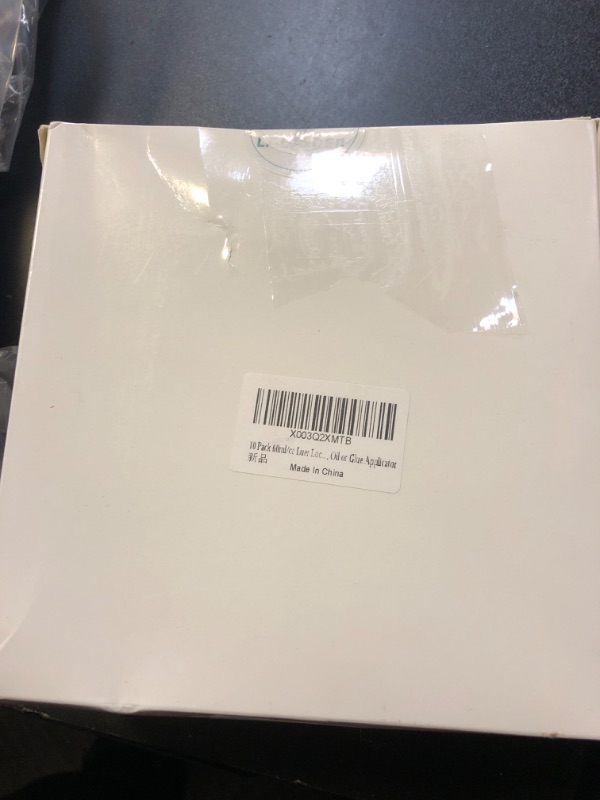 X003Q2XMTB
10 Pack 60ml/cc Luer Loc..., Oil or Glue Applicator
新品
Made in China